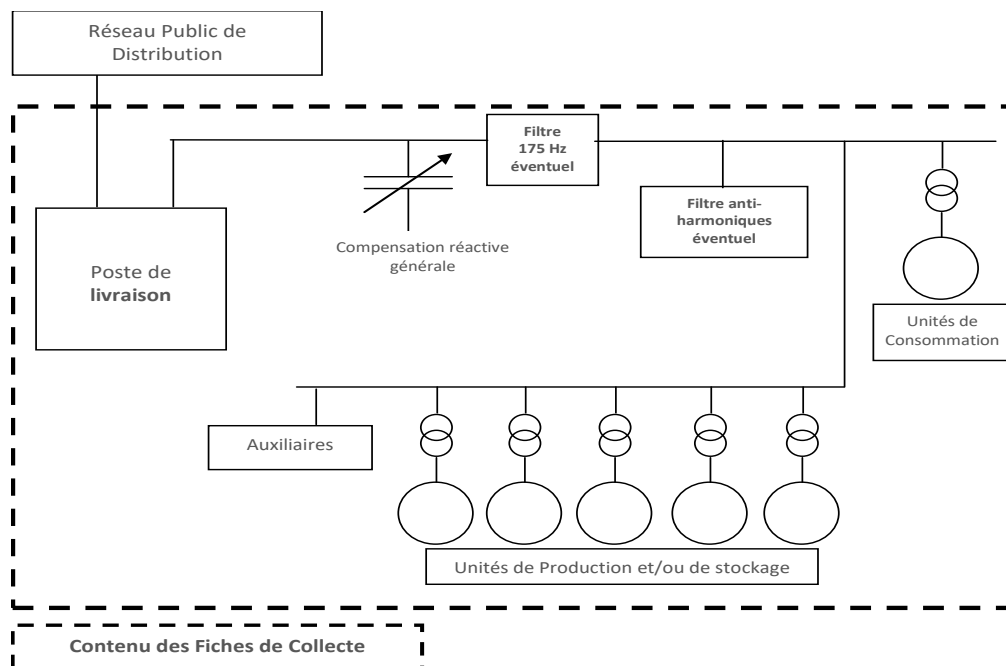 Réseau Public de
Distribution
Filtre
175 Hz
éventuel
Filtre anti-
harmoniques
éventuel
Compensation réactive
générale
Poste de
livraison
Unités de
Consommation
Auxiliaires
Unités de Production et/ou de stockage
Contenu des Fiches de Collecte